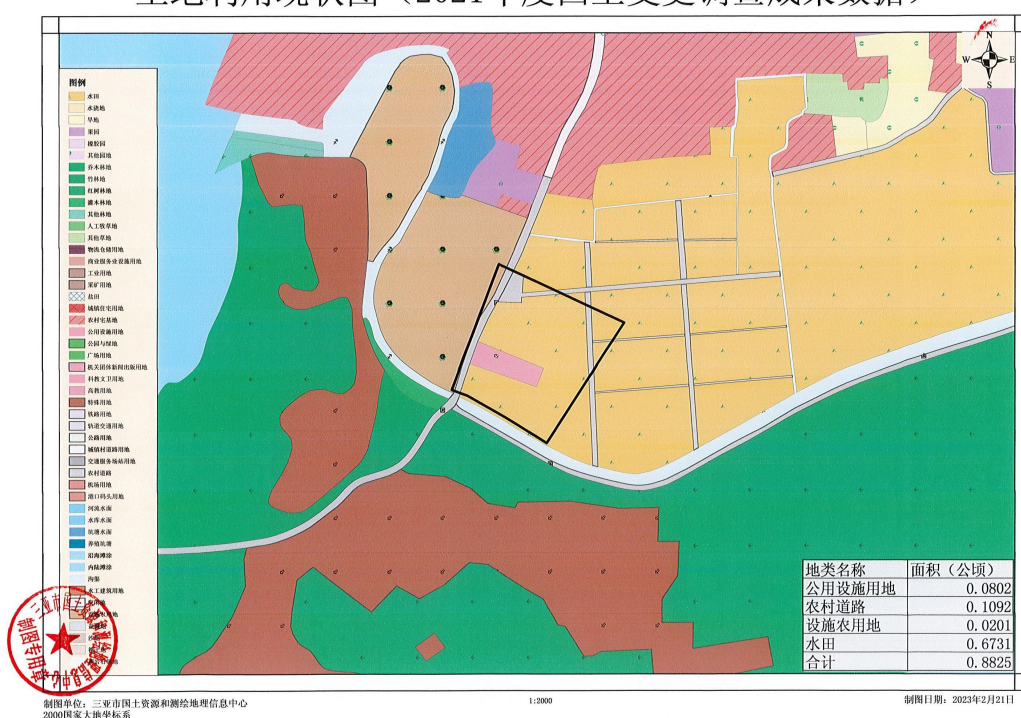 土地利用现状图（2021年度国土变更调查成果数据）
N
W
E
S
图例
水田
水浇地
旱地
果园
橡胶园
其他园地
乔木林地
竹林地
红树林地
灌木林地
其他林地
人工牧草地
其他草地
物流仓储用地
商业服务业设施用地
工业用地
采矿用地
盐田
城镇住宅用地
农村宅基地
公用设施用地
公园与绿地
广场用地
机关团体新闻出版用地
科教文卫用地
高教用地
特殊用地
铁路用地
轨道交通用地
公路用地
城镇村道路用地
交通服务场站用地
农村道路
机场用地
港口码头用地
河流水面
水库水面
坑塘水面
养殖坑塘
沿海滩涂
内陆滩涂
沟渠
水工建筑用地
地类名称 面积（公顷）
公用设施用地 0.0802
农村道路 0.1092
设施农用地 0.0201
水田 0.6731
合计 0.8825
制图专用章
制图单位：三亚市国土资源和测绘地理信息中心
2000国家大地坐标系
1:2000
制图日期：2023年2月21日